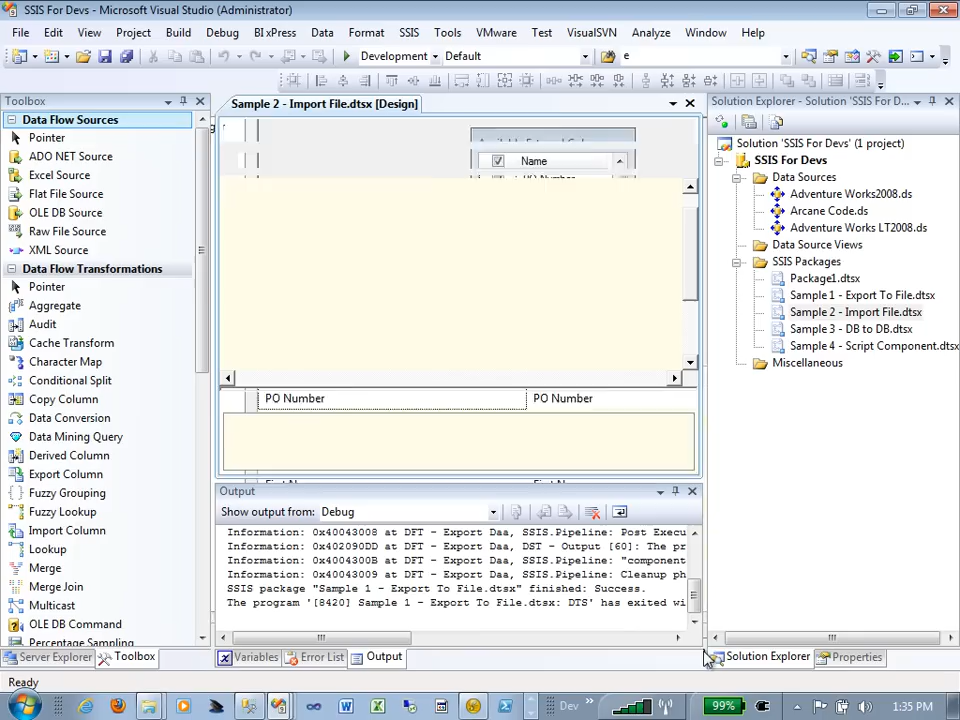 SSIS For Devs - Microsoft Visual Studio (Administrator)
File Edit View Project Build Debug BI xPress Data Format SSIS Tools VMware Test VisualSVN Analyze Window Help
Development Default e
Toolbox
Data Flow Sources
Pointer
ADO NET Source
Excel Source
Flat File Source
OLE DB Source
Raw File Source
XML Source
Data Flow Transformations
Pointer
Aggregate
Audit
Cache Transform
Character Map
Conditional Split
Copy Column
Data Conversion
Data Mining Query
Derived Column
Export Column
Fuzzy Grouping
Fuzzy Lookup
Import Column
Lookup
Merge
Merge Join
Multicast
OLE DB Command
Percentage Sampling
Server Explorer Toolbox
Sample 2 - Import File.dtsx [Design]
Name
PO Number PO Number
Output
Show output from: Debug
Information: 0x40043008 at DFT - Export Daa, SSIS.Pipeline: Post Execu
Information: 0x402090DD at DFT - Export Daa, DST - Output [60]: The pr
Information: 0x4004300B at DFT - Export Daa, SSIS.Pipeline: "component
Information: 0x40043009 at DFT - Export Daa, SSIS.Pipeline: Cleanup ph
SSIS package "Sample 1 - Export To File.dtsx" finished: Success.
The program '[8420] Sample 1 - Export To File.dtsx: DTS' has exited wi
Variables Error List Output
Solution Explorer - Solution 'SSIS For D...
Solution 'SSIS For Devs' (1 project)
SSIS For Devs
Data Sources
Adventure Works2008.ds
Arcane Code.ds
Adventure Works LT2008.ds
Data Source Views
SSIS Packages
Package1.dtsx
Sample 1 - Export To File.dtsx
Sample 2 - Import File.dtsx
Sample 3 - DB to DB.dtsx
Sample 4 - Script Component.dtsx
Miscellaneous
Solution Explorer Properties
Ready
Dev » 99% 1:35 PM